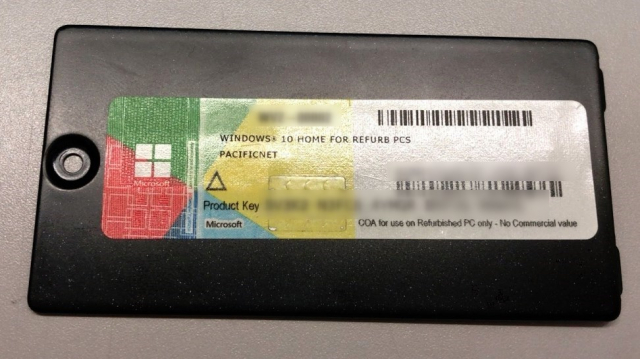 WINDOWS® 10 HOME FOR REFURB PCS
PACIFICNET
Microsoft
Product Key
Microsoft
COA for use on Refurbished PC only - No Commercial value